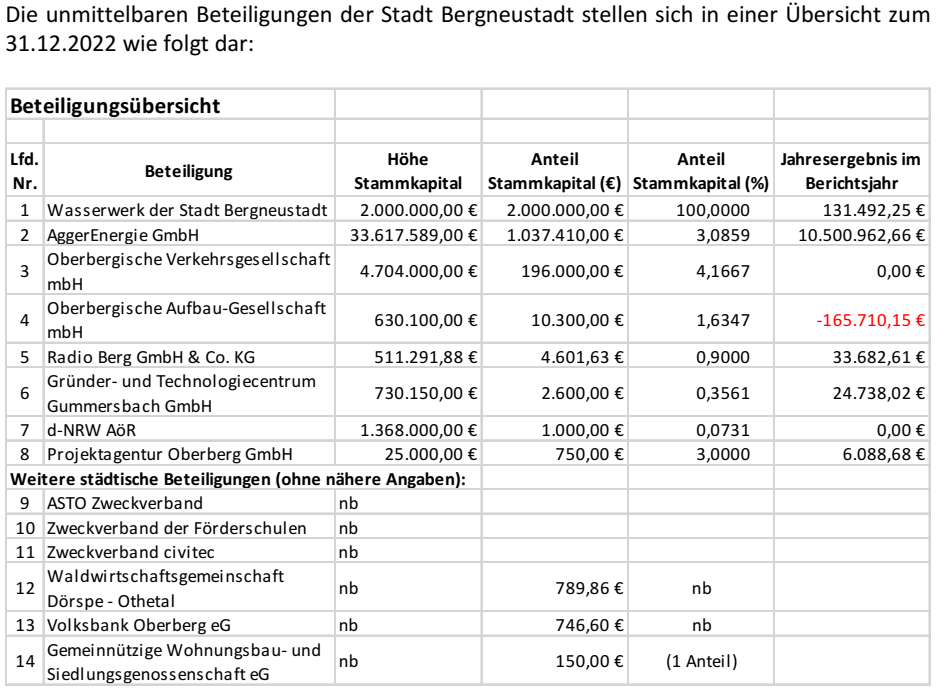 Die unmittelbaren Beteiligungen der Stadt Bergneustadt stellen sich in einer Übersicht zum
31.12.2022 wie folgt dar:
Beteiligungsübersicht
Lfd. Nr. Beteiligung Höhe Stammkapital Anteil Stammkapital (€) Anteil Stammkapital (%) Jahresergebnis im Berichtsjahr
1 Wasserwerk der Stadt Bergneustadt 2.000.000,00 € 2.000.000,00 € 100,0000 131.492,25 €
2 AggerEnergie GmbH 33.617.589,00 € 1.037.410,00 € 3,0859 10.500.962,66 €
3 Oberbergische Verkehrsgesellschaft mbH 4.704.000,00 € 196.000,00 € 4,1667 0,00 €
4 Oberbergische Aufbau-Gesellschaft mbH 630.100,00 € 10.300,00 € 1,6347 -165.710,15 €
5 Radio Berg GmbH & Co. KG 511.291,88 € 4.601,63 € 0,9000 33.682,61 €
6 Gründer- und Technologiecentrum Gummersbach GmbH 730.150,00 € 2.600,00 € 0,3561 24.738,02 €
7 d-NRW AöR 1.368.000,00 € 1.000,00 € 0,0731 0,00 €
8 Projektagentur Oberberg GmbH 25.000,00 € 750,00 € 3,0000 6.088,68 €
Weitere städtische Beteiligungen (ohne nähere Angaben):
9 ASTO Zweckverband nb
10 Zweckverband der Förderschulen nb
11 Zweckverband civitec nb
12 Waldwirtschaftsgemeinschaft Dörspe - Othetal nb 789,86 € nb
13 Volksbank Oberberg eG nb 746,60 € nb
14 Gemeinnützige Wohnungsbau- und Siedlungsgenossenschaft eG nb 150,00 € (1 Anteil)